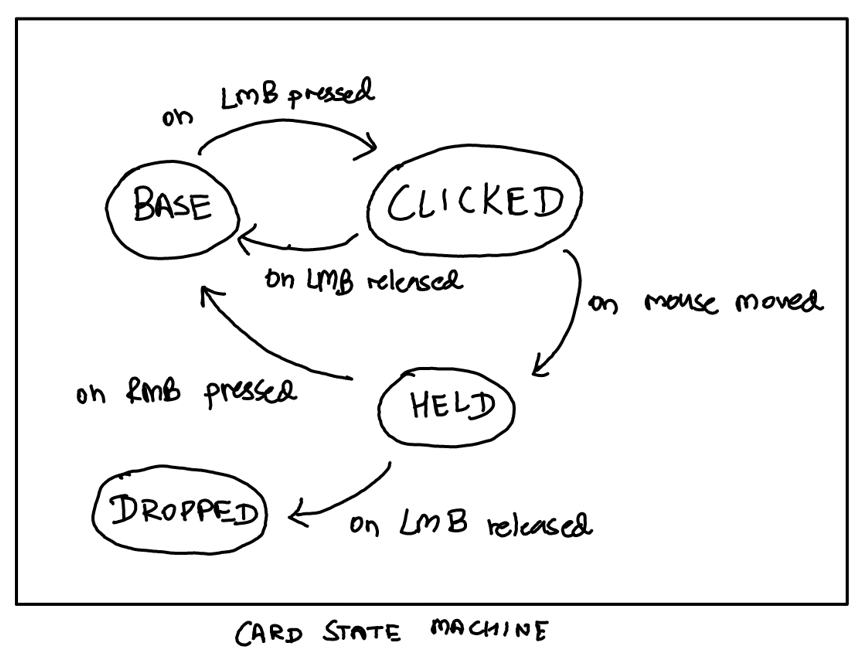 on LMB pressed
BASE
CLICKED
on LMB released
on mouse moved
on RMB pressed
HELD
DROPPED
on LMB released
CARD STATE MACHINE